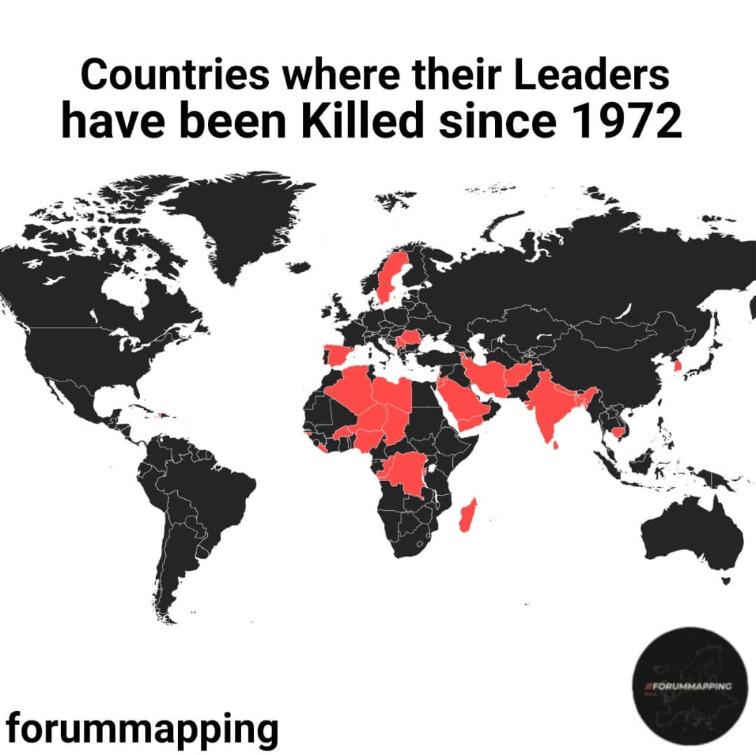 Countries where their Leaders
have been Killed since 1972
//FORUMMAPPING
forummapping